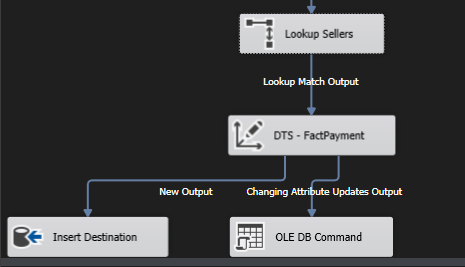 Lookup Sellers
Lookup Match Output
DTS - FactPayment
New Output
Changing Attribute Updates Output
Insert Destination
OLE DB Command